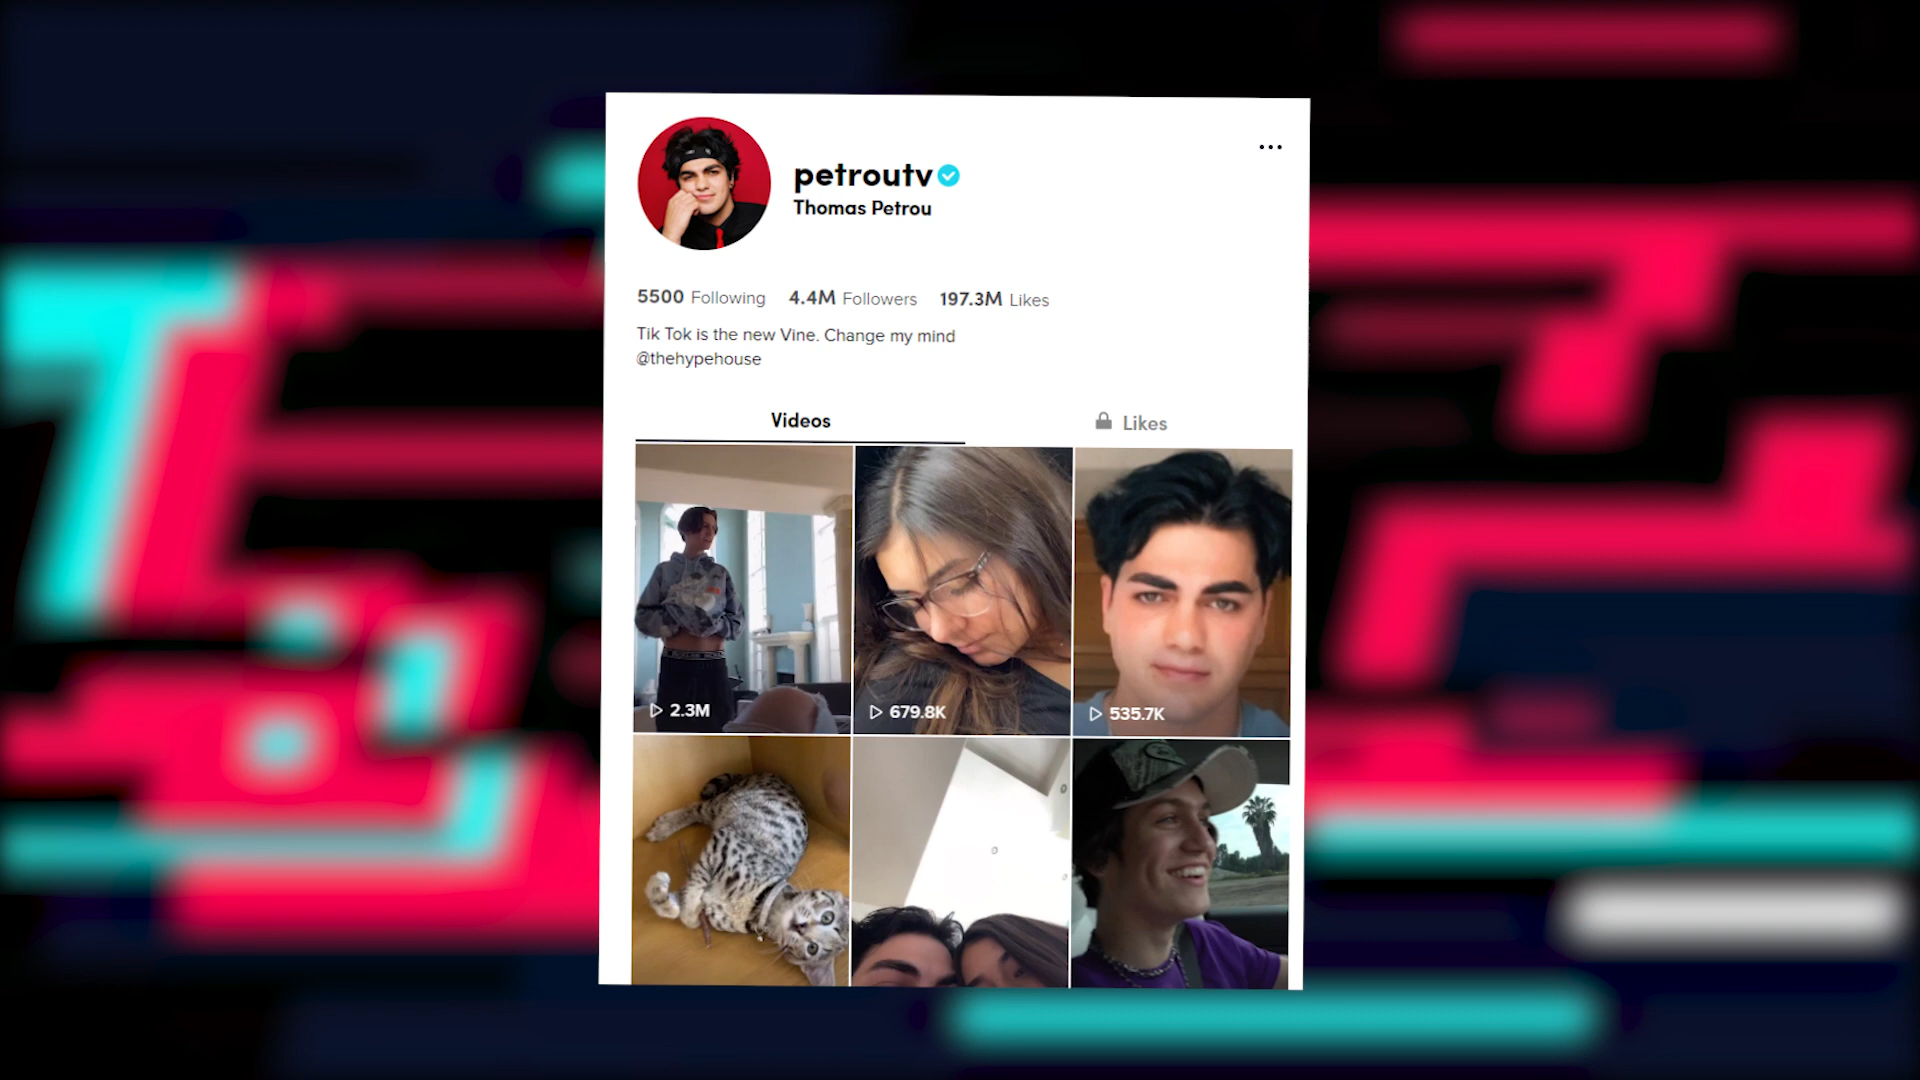 petroutv
Thomas Petrou
5500 Following 4.4M Followers 197.3M Likes
Tik Tok is the new Vine. Change my mind
@thehypehouse
Videos Likes
2.3M 679.8K 535.7K